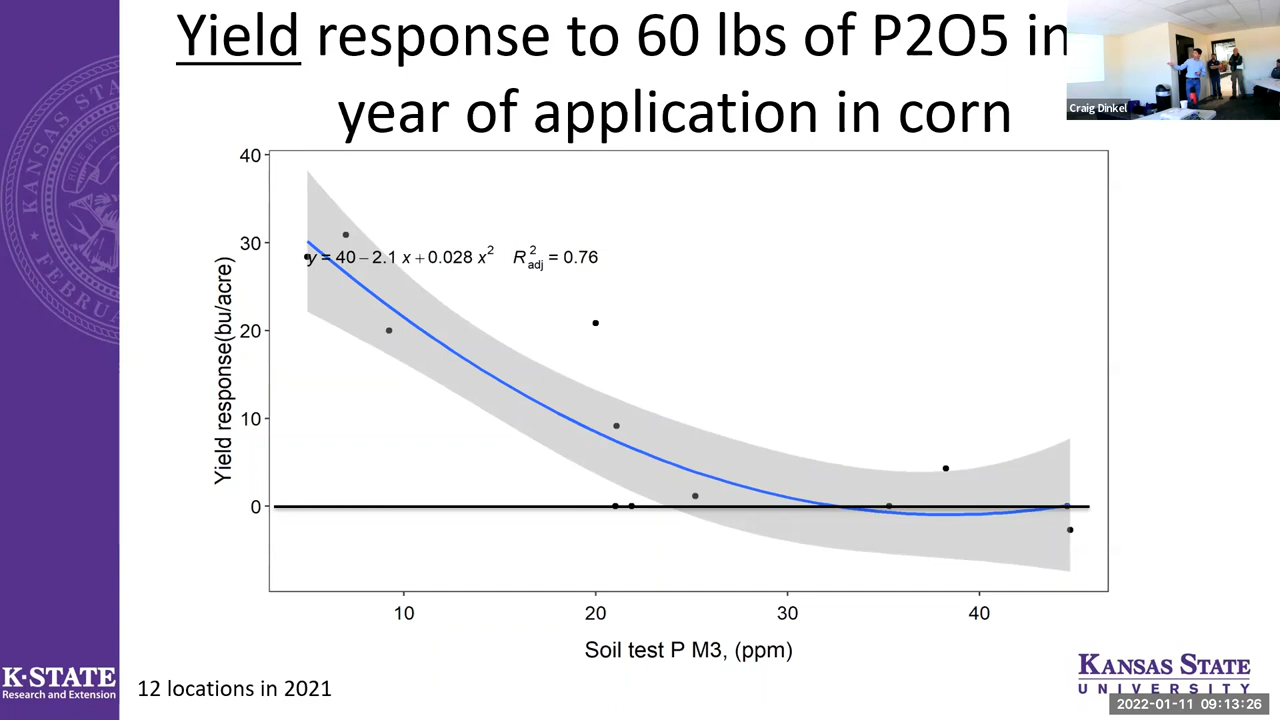 Yield response to 60 lbs of P2O5 in
year of application in corn
Craig Dinkel
40
30
20
10
0
Yield response(bu/acre)
y = 40 − 2.1 x + 0.028 x² R²adj = 0.76
10 20 30 40
Soil test P M3, (ppm)
KANSAS STA
FEBRUAR
K-STATE
Research and Extension
12 locations in 2021
KANSAS STATE
UNIVERSITY
2022-01-11 09:13:26